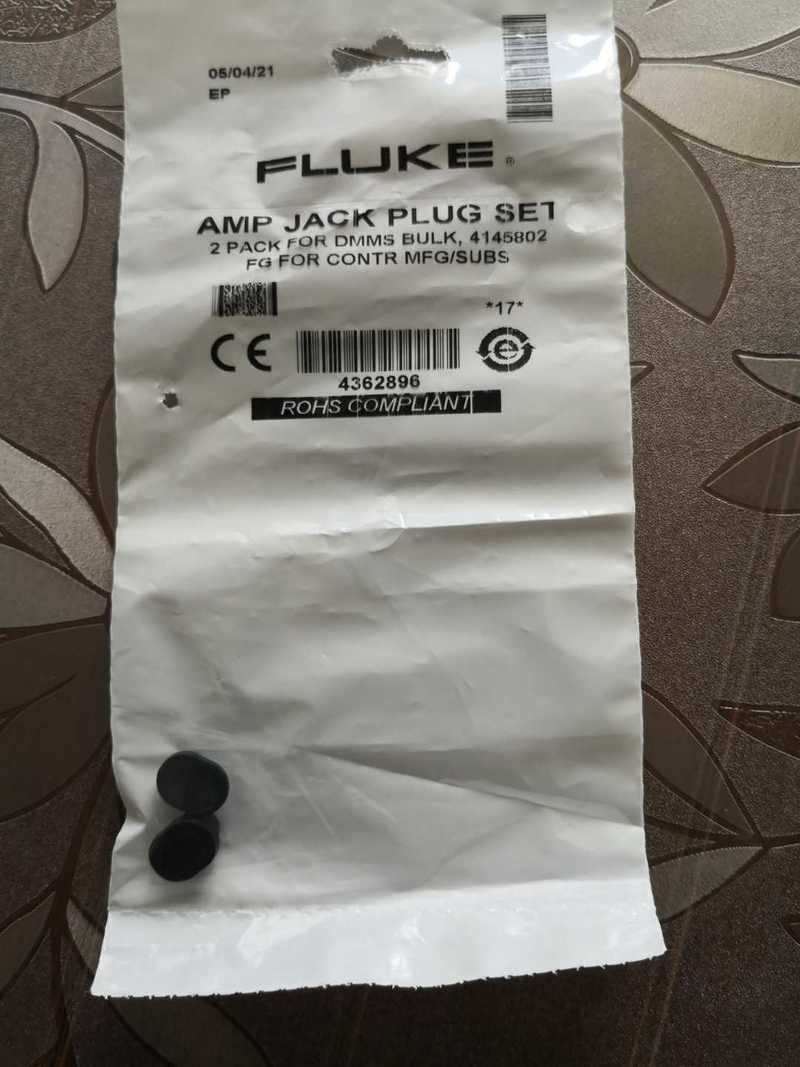 05/04/21
EP
FLUKE®
AMP JACK PLUG SET
2 PACK FOR DMMS BULK, 4145802
FG FOR CONTR MFG/SUBS
*17*
CE
e
4362896
ROHS COMPLIANT